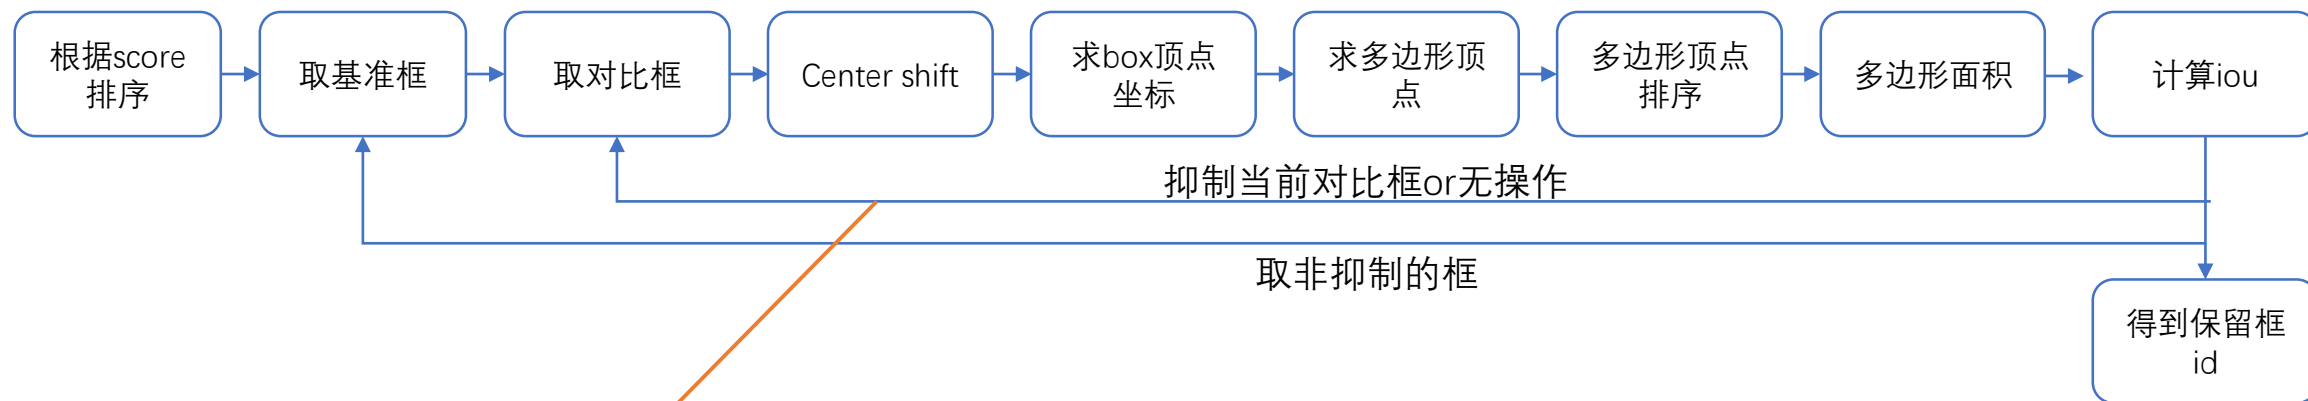 根据score
排序
取基准框
取对比框
Center shift
求box顶点
坐标
求多边形顶
点
多边形顶点
排序
多边形面积
计算iou
抑制当前对比框or无操作
取非抑制的框
得到保留框
id